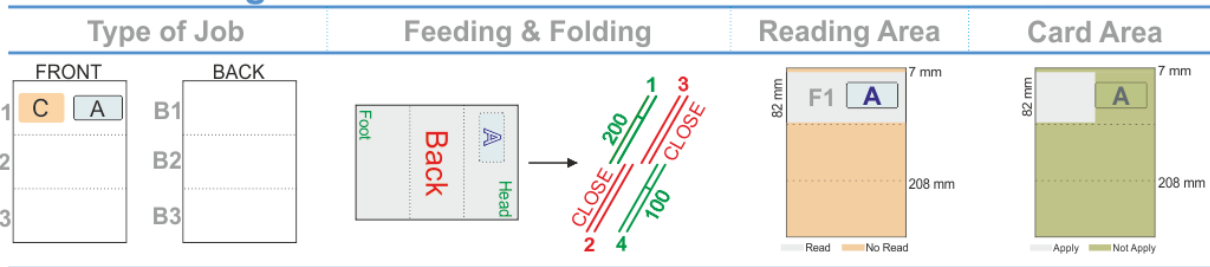 Type of Job
Feeding & Folding
Reading Area
Card Area
FRONT
BACK
1
C
A
2
3
B1
B2
B3
Foot
Back
A
Head
1
3
200
CLOSE
CLOSE
100
2
4
7 mm
82 mm
F1
A
208 mm
Read
No Read
7 mm
82 mm
A
208 mm
Apply
Not Apply